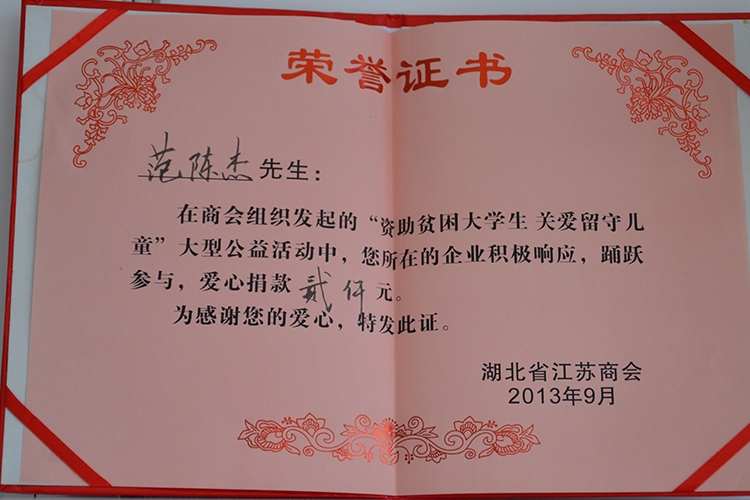 荣誉证书
范陈杰先生：
在商会组织发起的“资助贫困大学生 关爱留守儿
童”大型公益活动中，您所在的企业积极响应，踊跃
参与，爱心捐款 贰仟元。
为感谢您的爱心，特发此证。
湖北省江苏商会
2013年9月